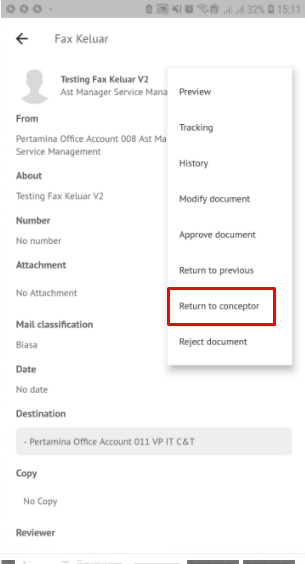 32% 15:11
Fax Keluar
Testing Fax Keluar V2
Ast Manager Service Mana
From
Pertamina Office Account 008 Ast Ma
Service Management
About
Testing Fax Keluar V2
Number
No number
Attachment
No Attachment
Mail classification
Biasa
Date
No date
Destination
- Pertamina Office Account 011 VP IT C&T
Copy
No Copy
Reviewer
Preview
Tracking
History
Modify document
Approve document
Return to previous
Return to conceptor
Reject document